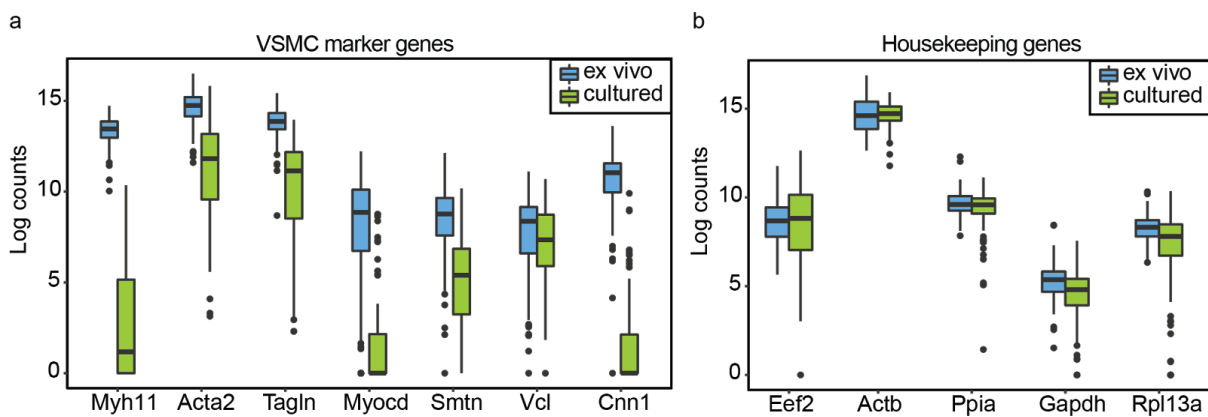 a
VSMC marker genes
ex vivo
cultured
Log counts
15
10
5
0
Myh11 Acta2 Tagln Myocd Smtn Vcl Cnn1
b
Housekeeping genes
ex vivo
cultured
Log counts
15
10
5
0
Eef2 Actb Ppia Gapdh Rpl13a